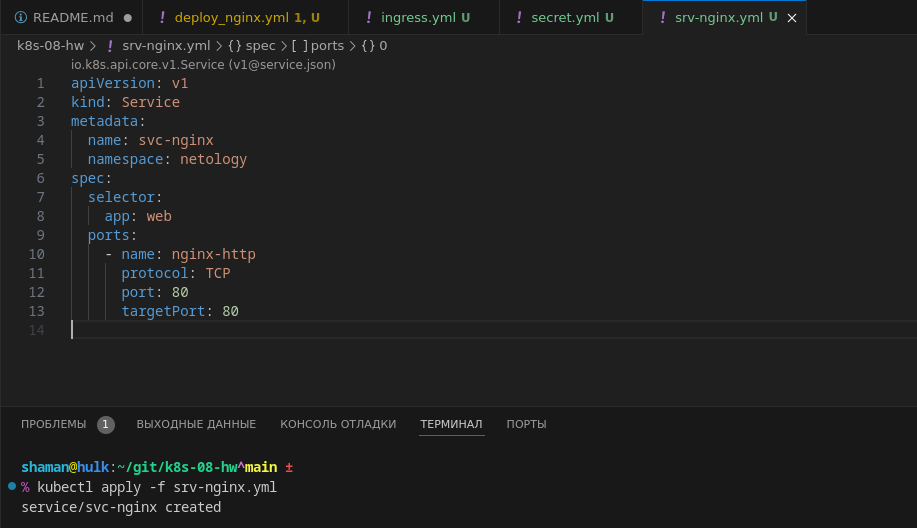 README.md
! deploy_nginx.yml 1, U
! ingress.yml U
! secret.yml U
! srv-nginx.yml U
k8s-08-hw > ! srv-nginx.yml > {} spec > [ ] ports > {} 0
io.k8s.api.core.v1.Service (v1@service.json)
1 apiVersion: v1
2 kind: Service
3 metadata:
4   name: svc-nginx
5   namespace: netology
6 spec:
7   selector:
8     app: web
9   ports:
10     - name: nginx-http
11       protocol: TCP
12       port: 80
13       targetPort: 80
14
ПРОБЛЕМЫ 1 ВЫХОДНЫЕ ДАННЫЕ КОНСОЛЬ ОТЛАДКИ ТЕРМИНАЛ ПОРТЫ
shaman@hulk:~/git/k8s-08-hw^main ±
% kubectl apply -f srv-nginx.yml
service/svc-nginx created